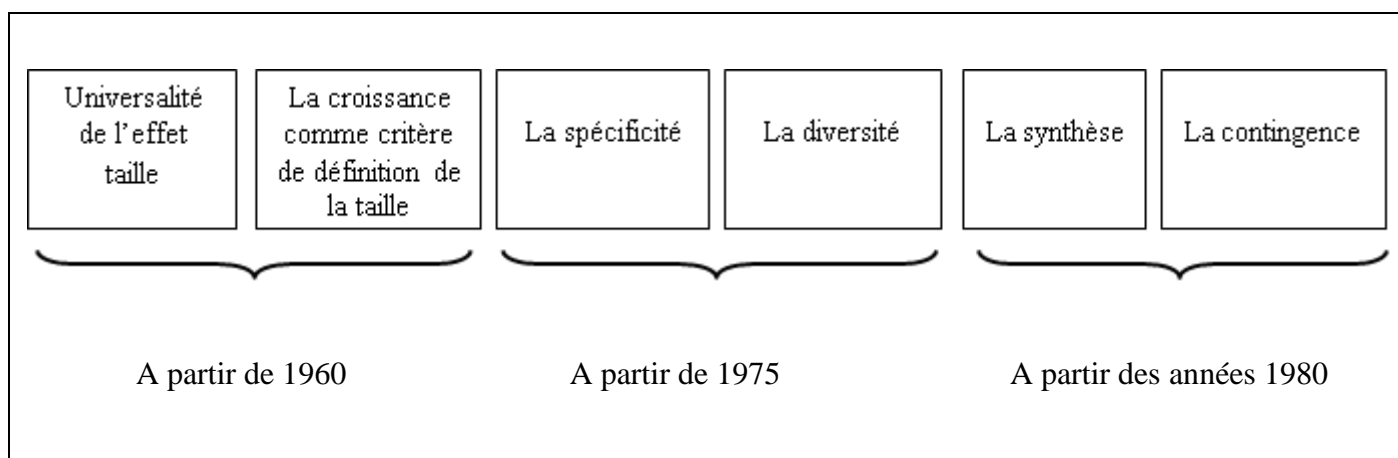 Universalité
de l'effet
taille
La croissance
comme critère
de définition de
la taille
La spécificité
La diversité
La synthèse
La contingence
A partir de 1960
A partir de 1975
A partir des années 1980